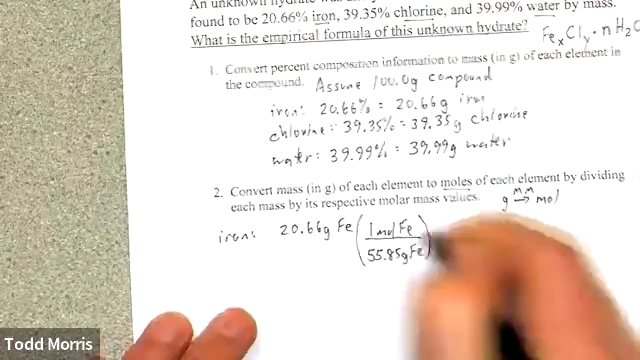 An unknown hydrate was
found to be 20.66% iron, 39.35% chlorine, and 39.99% water by mass.
What is the empirical formula of this unknown hydrate? FexCly · n H2O
1. Convert percent composition information to mass (in g) of each element in
the compound. Assume 100.0g compound
iron: 20.66% = 20.66g iron
chlorine: 39.35% = 39.35g chlorine
water: 39.99% = 39.99g water
2. Convert mass (in g) of each element to moles of each element by dividing
each mass by its respective molar mass values. g M.M→ mol
iron: 20.66g Fe (1 mol Fe
55.85g Fe)
Todd Morris